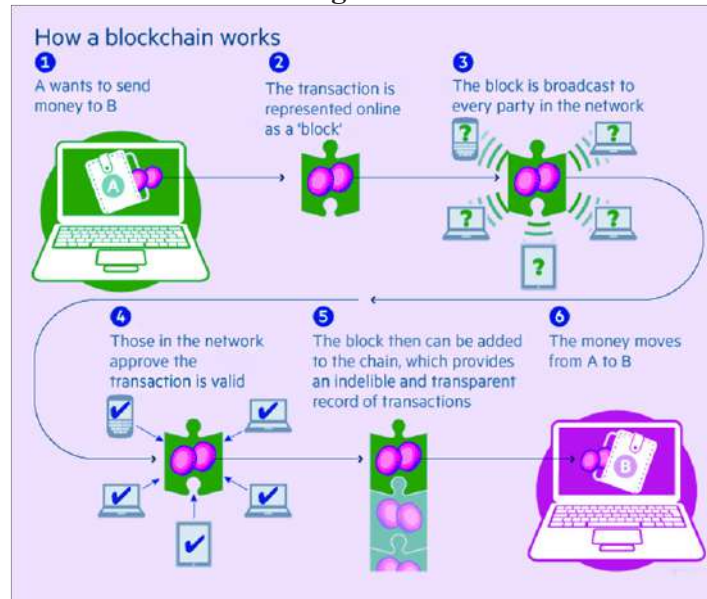 How a blockchain works
1
A wants to send
money to B
2
The transaction is
represented online
as a 'block'
3
The block is broadcast to
every party in the network
A
?
?
?
?
?
4
Those in the network
approve the
transaction is valid
5
The block then can be added
to the chain, which provides
an indelible and transparent
record of transactions
6
The money moves
from A to B
B